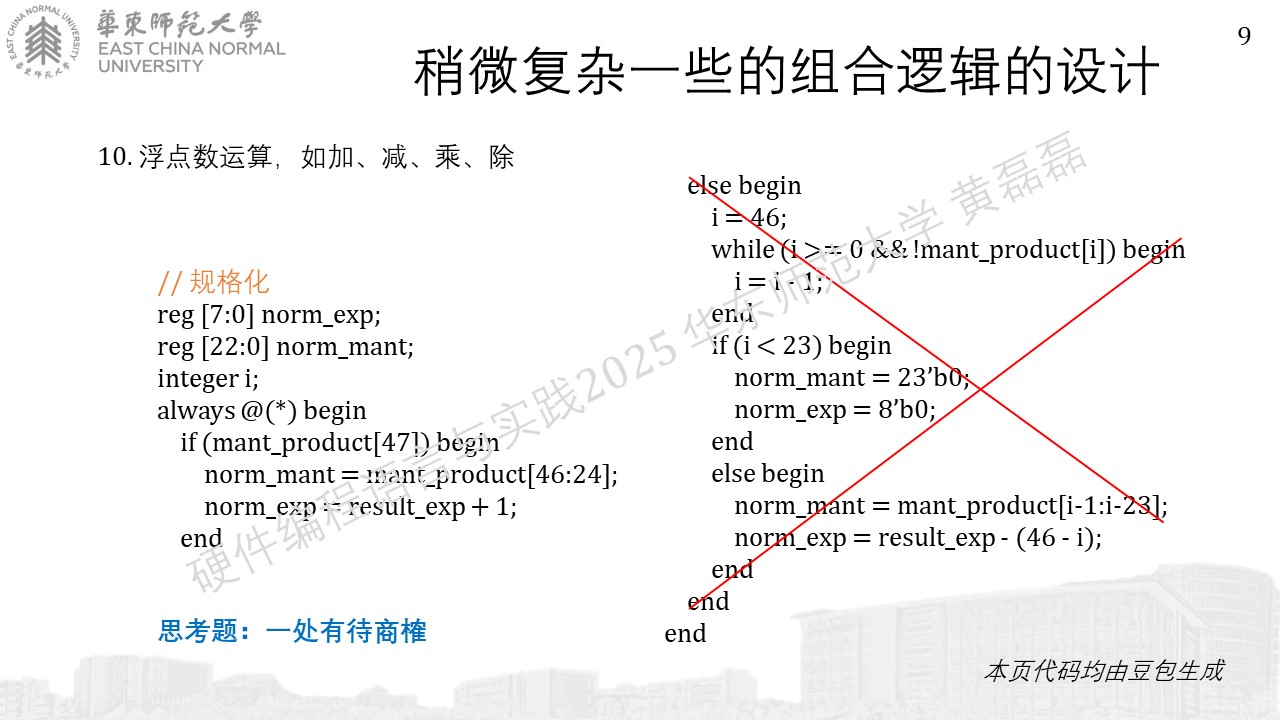 華東師範大學
EAST CHINA NORMAL
UNIVERSITY
EAST CHINA NORMAL UNIVERSITY
華東师范大学
9
稍微复杂一些的组合逻辑的设计
10. 浮点数运算，如加、减、乘、除
// 规格化
reg [7:0] norm_exp;
reg [22:0] norm_mant;
integer i;
always @(*) begin
if (mant_product[47]) begin
norm_mant = mant_product[46:24];
norm_exp = result_exp + 1;
end
思考题：一处有待商榷
else begin
i = 46;
while (i >= 0 && !mant_product[i]) begin
i = i - 1;
end
if (i < 23) begin
norm_mant = 23’b0;
norm_exp = 8’b0;
end
else begin
norm_mant = mant_product[i-1:i-23];
norm_exp = result_exp - (46 - i);
end
end
end
硬件编程语言与实践2025 华东师范大学 黄磊磊
本页代码均由豆包生成